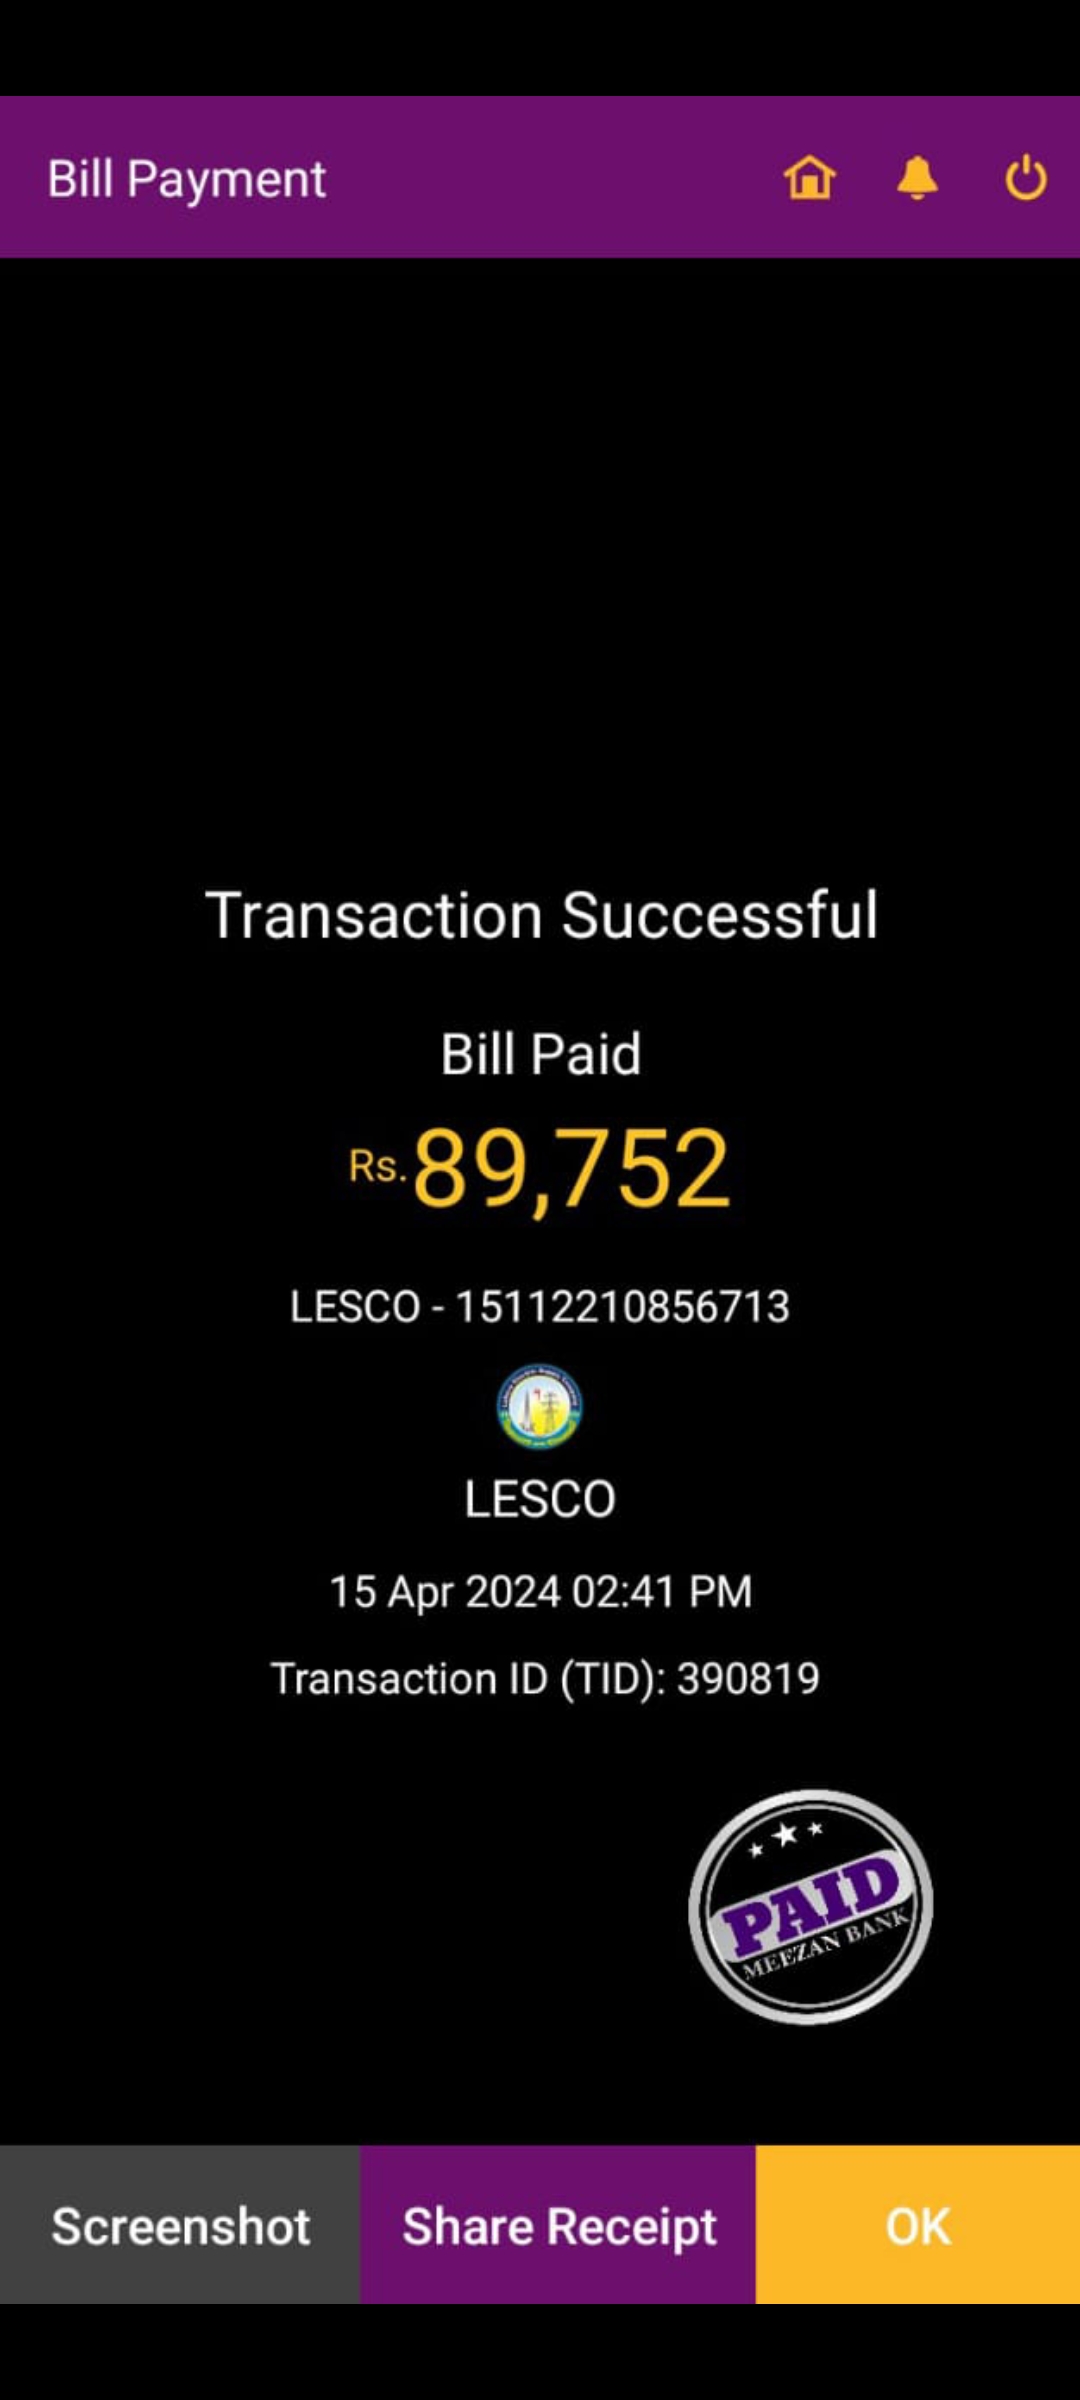 Bill Payment
Transaction Successful
Bill Paid
Rs.89,752
LESCO - 15112210856713
LESCO
15 Apr 2024 02:41 PM
Transaction ID (TID): 390819
PAID
MEEZAN BANK
Screenshot
Share Receipt
OK